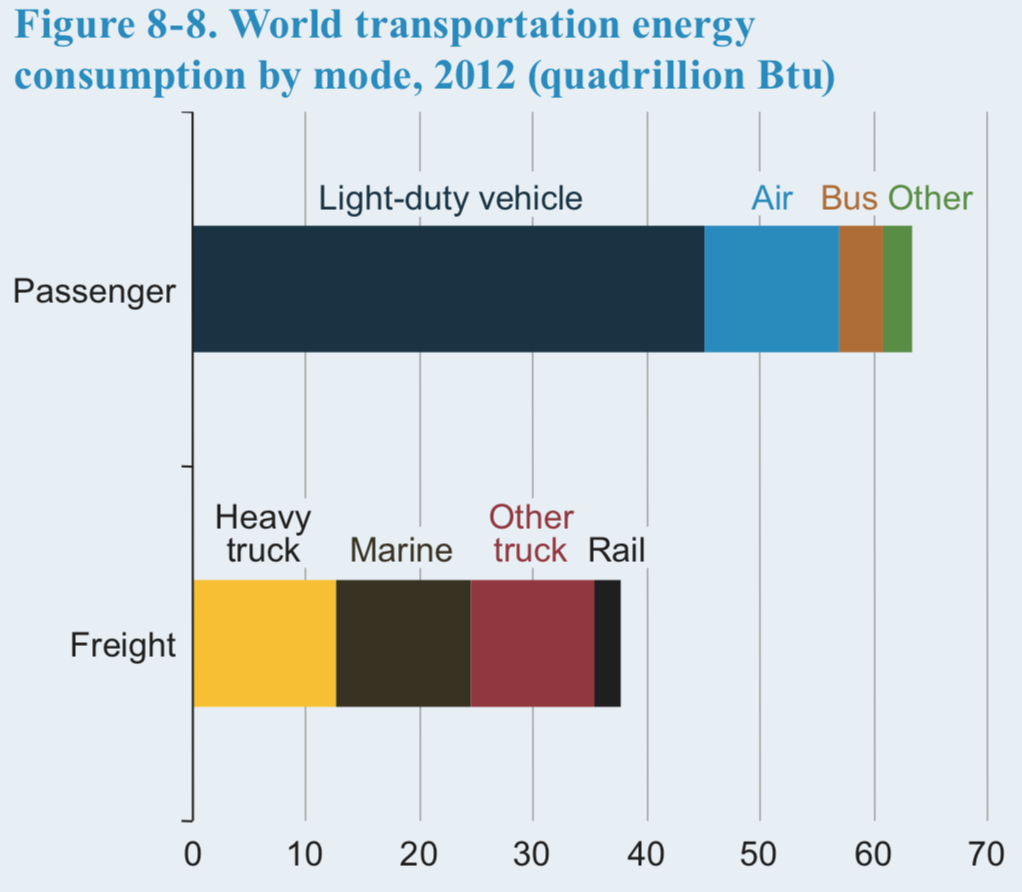 Figure 8-8. World transportation energy
consumption by mode, 2012 (quadrillion Btu)
Light-duty vehicle Air Bus Other
Passenger
Heavy
truck
Marine
Other
truck
Rail
Freight
0 10 20 30 40 50 60 70